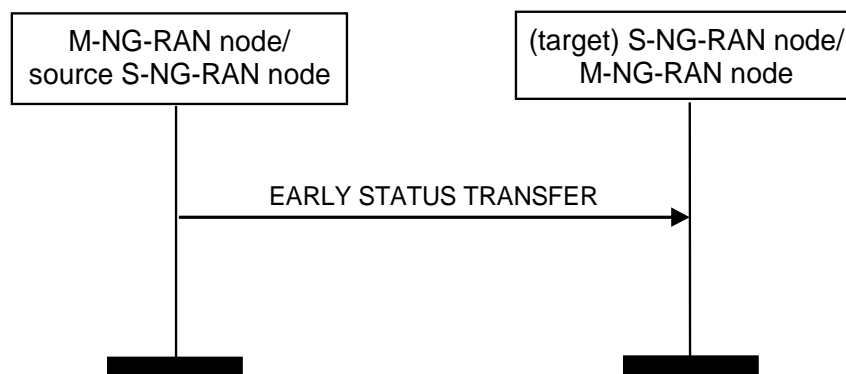 M-NG-RAN node/
source S-NG-RAN node
(target) S-NG-RAN node/
M-NG-RAN node
EARLY STATUS TRANSFER